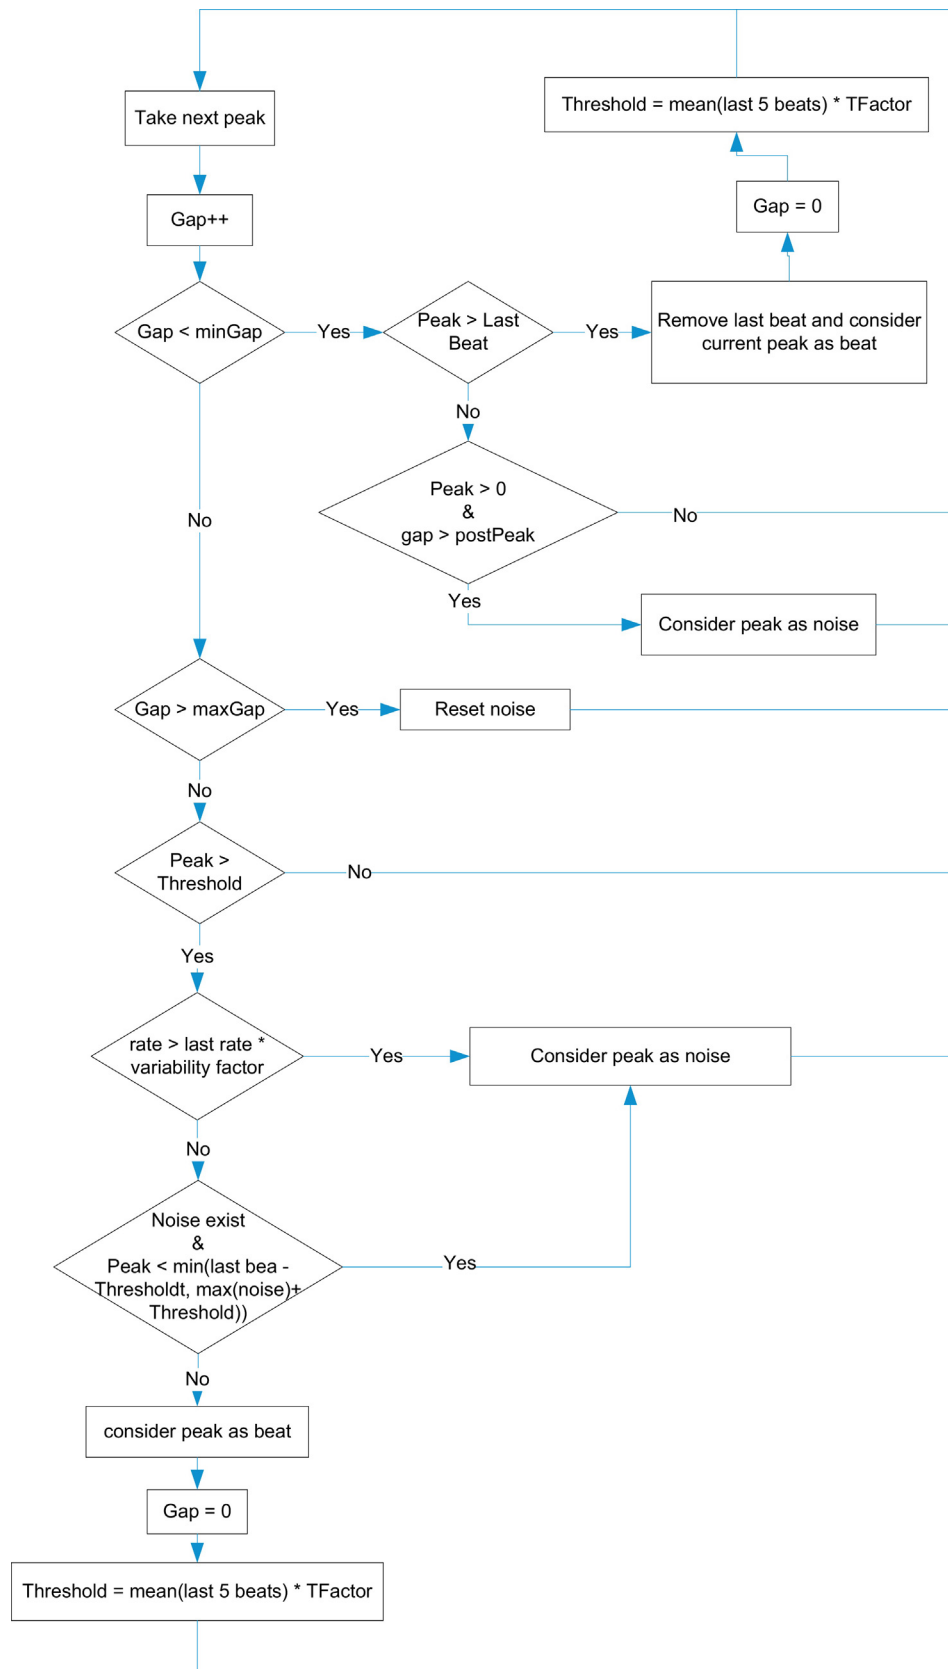 Take next peak
Threshold = mean(last 5 beats) * TFactor
Gap++
Gap = 0
Gap < minGap
Yes
Peak > Last
Beat
Yes
Remove last beat and consider
current peak as beat
No
Peak > 0
&
gap > postPeak
No
No
Yes
Consider peak as noise
Gap > maxGap
Yes
Reset noise
No
Peak >
Threshold
No
Yes
rate > last rate *
variability factor
Yes
Consider peak as noise
No
Noise exist
&
Peak < min(last bea -
Thresholdt, max(noise)+
Threshold))
Yes
No
consider peak as beat
Gap = 0
Threshold = mean(last 5 beats) * TFactor